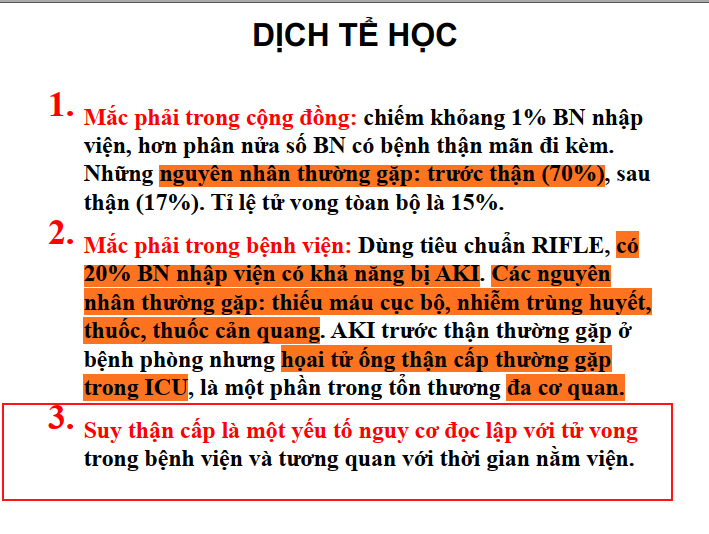 DỊCH TỂ HỌC
1. Mắc phải trong cộng đồng: chiếm khỏang 1% BN nhập
viện, hơn phân nửa số BN có bệnh thận mãn đi kèm.
Những nguyên nhân thường gặp: trước thận (70%), sau
thận (17%). Tỉ lệ tử vong tòan bộ là 15%.
2. Mắc phải trong bệnh viện: Dùng tiêu chuẩn RIFLE, có
20% BN nhập viện có khả năng bị AKI. Các nguyên
nhân thường gặp: thiếu máu cục bộ, nhiễm trùng huyết,
thuốc, thuốc cản quang. AKI trước thận thường gặp ở
bệnh phòng nhưng họai tử ống thận cấp thường gặp
trong ICU, là một phần trong tổn thương đa cơ quan.
3. Suy thận cấp là một yếu tố nguy cơ đọc lập với tử vong
trong bệnh viện và tương quan với thời gian nằm viện.